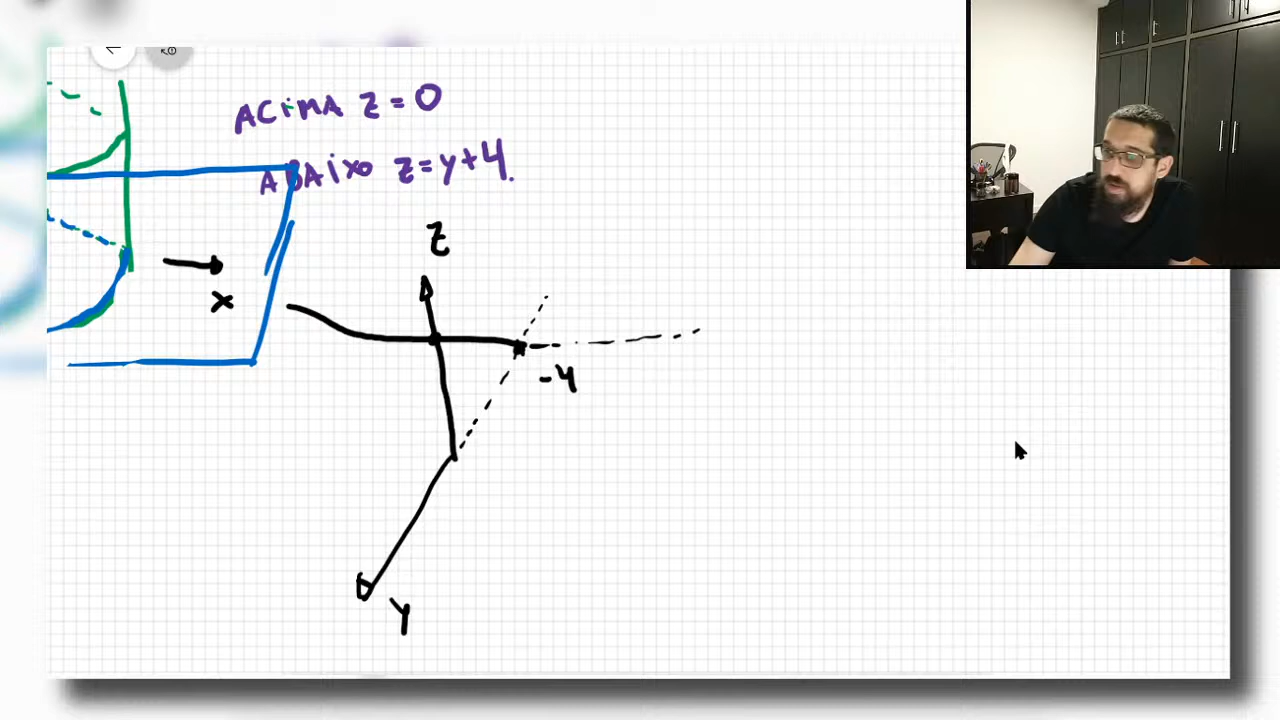 ACiMA Z = 0
ABAiXO Z = y + 4.
Z
X
-4
Y